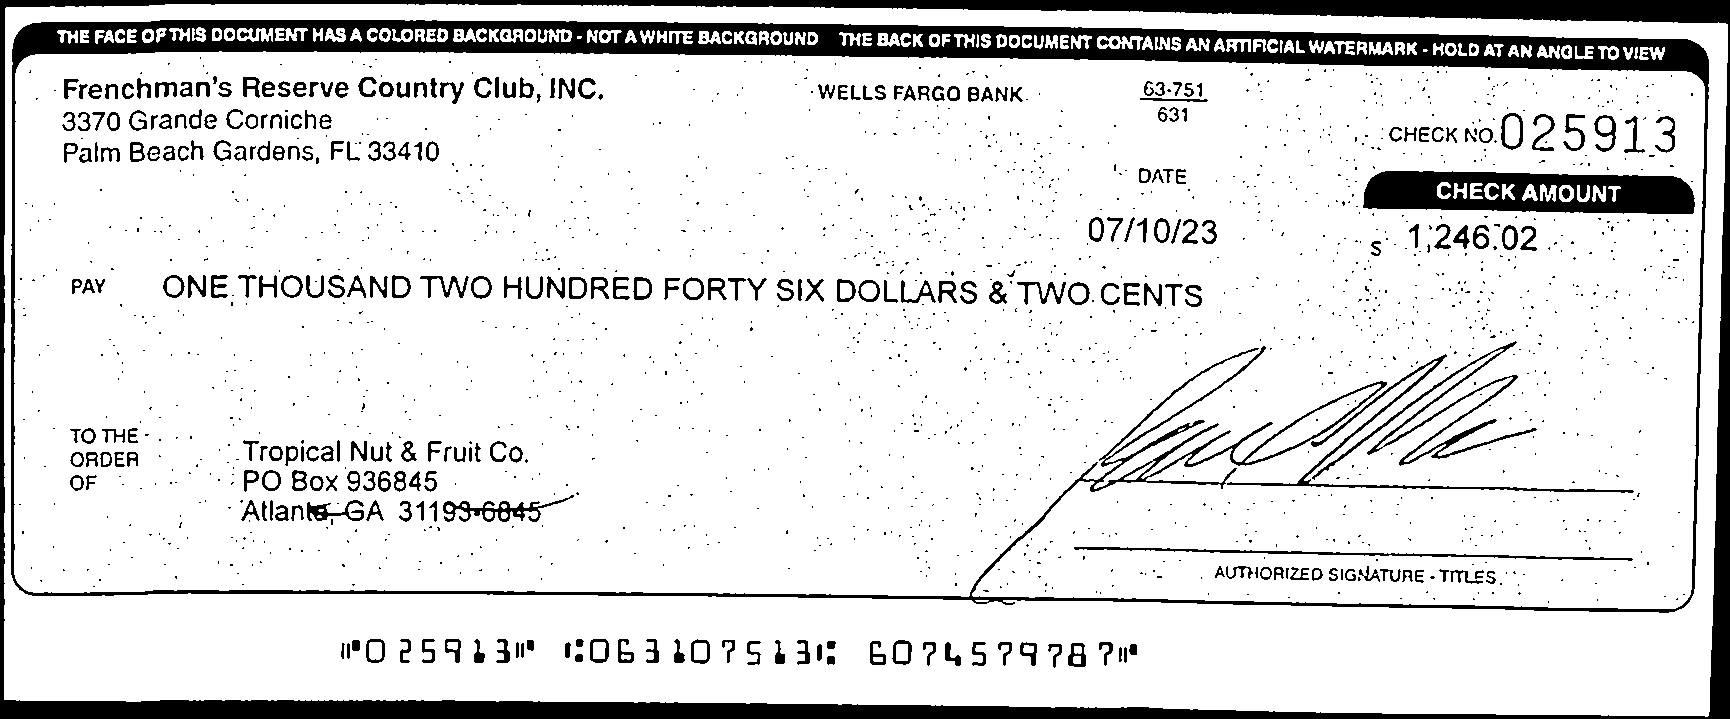 THE FACE OF THIS DOCUMENT HAS A COLORED BACKGROUND - NOT A WHITE BACKGROUND THE BACK OF THIS DOCUMENT CONTAINS AN ARTIFICIAL WATERMARK - HOLD AT AN ANGLE TO VIEW
Frenchman's Reserve Country Club, INC.
3370 Grande Corniche
Palm Beach Gardens, FL 33410
WELLS FARGO BANK
63-751
631
CHECK NO. 025913
DATE
CHECK AMOUNT
07/10/23
$ 1,246.02
PAY ONE THOUSAND TWO HUNDRED FORTY SIX DOLLARS & TWO CENTS
TO THE
ORDER
OF
Tropical Nut & Fruit Co.
PO Box 936845
Atlanta, GA 31193-6845
AUTHORIZED SIGNATURE - TITLES
⑈025913⑈ ⑆063107513⑆ 6074579787⑈